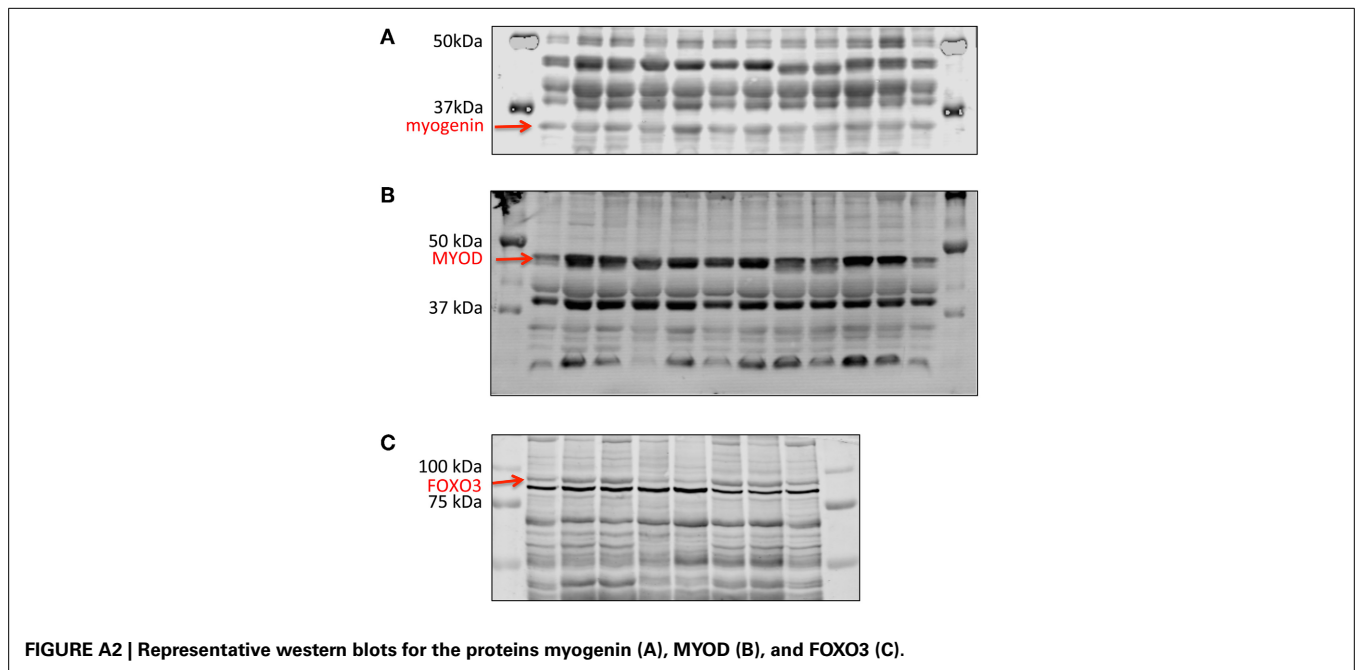 A
50kDa
37kDa
myogenin
B
50 kDa
MYOD
37 kDa
C
100 kDa
FOXO3
75 kDa
FIGURE A2 | Representative western blots for the proteins myogenin (A), MYOD (B), and FOXO3 (C).